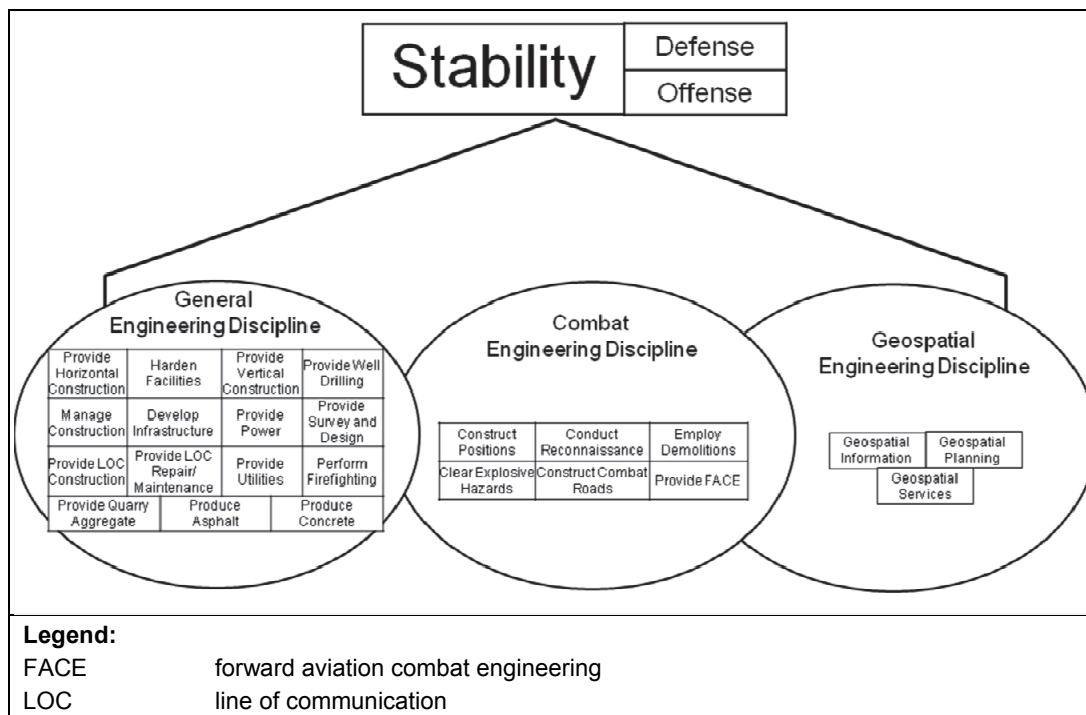 Stability
Defense
Offense
General
Engineering Discipline
Provide
Horizontal
Construction
Harden
Facilities
Provide
Vertical
Construction
Provide Well
Drilling
Manage
Construction
Develop
Infrastructure
Provide
Power
Provide
Survey and
Design
Provide LOC
Construction
Provide LOC
Repair/
Maintenance
Provide
Utilities
Perform
Firefighting
Provide Quarry
Aggregate
Produce
Asphalt
Produce
Concrete
Combat
Engineering Discipline
Construct
Positions
Conduct
Reconnaissance
Employ
Demolitions
Clear Explosive
Hazards
Construct Combat
Roads
Provide FACE
Geospatial
Engineering Discipline
Geospatial
Information
Geospatial
Planning
Geospatial
Services
Legend:
FACE forward aviation combat engineering
LOC line of communication